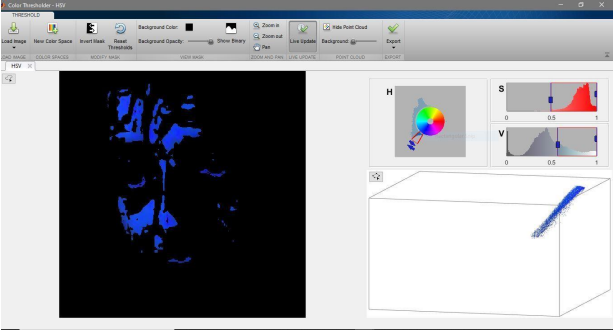 Color Thresholder - HSV
THRESHOLD
Load Image
New Color Space
Invert Mask
Reset Thresholds
Background Color:
Background Opacity:
Show Binary
Zoom in
Zoom out
Pan
Live Update
Hide Point Cloud
Background:
Export
LOAD IMAGE
COLOR SPACES
MODIFY MASK
VIEW MASK
ZOOM AND PAN
LIVE UPDATE
POINT CLOUD
EXPORT
HSV
H
S
0 0.5 1
V
0 0.5 1